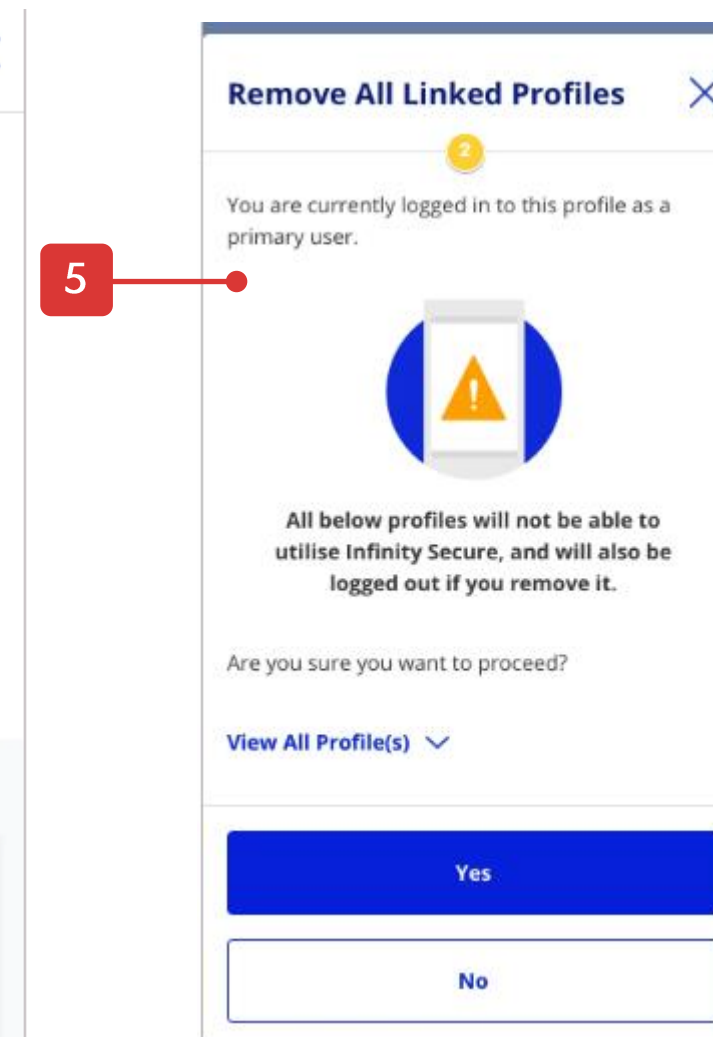 Remove All Linked Profiles
2
You are currently logged in to this profile as a
primary user.
5
!
All below profiles will not be able to
utilise Infinity Secure, and will also be
logged out if you remove it.
Are you sure you want to proceed?
View All Profile(s)
Yes
No